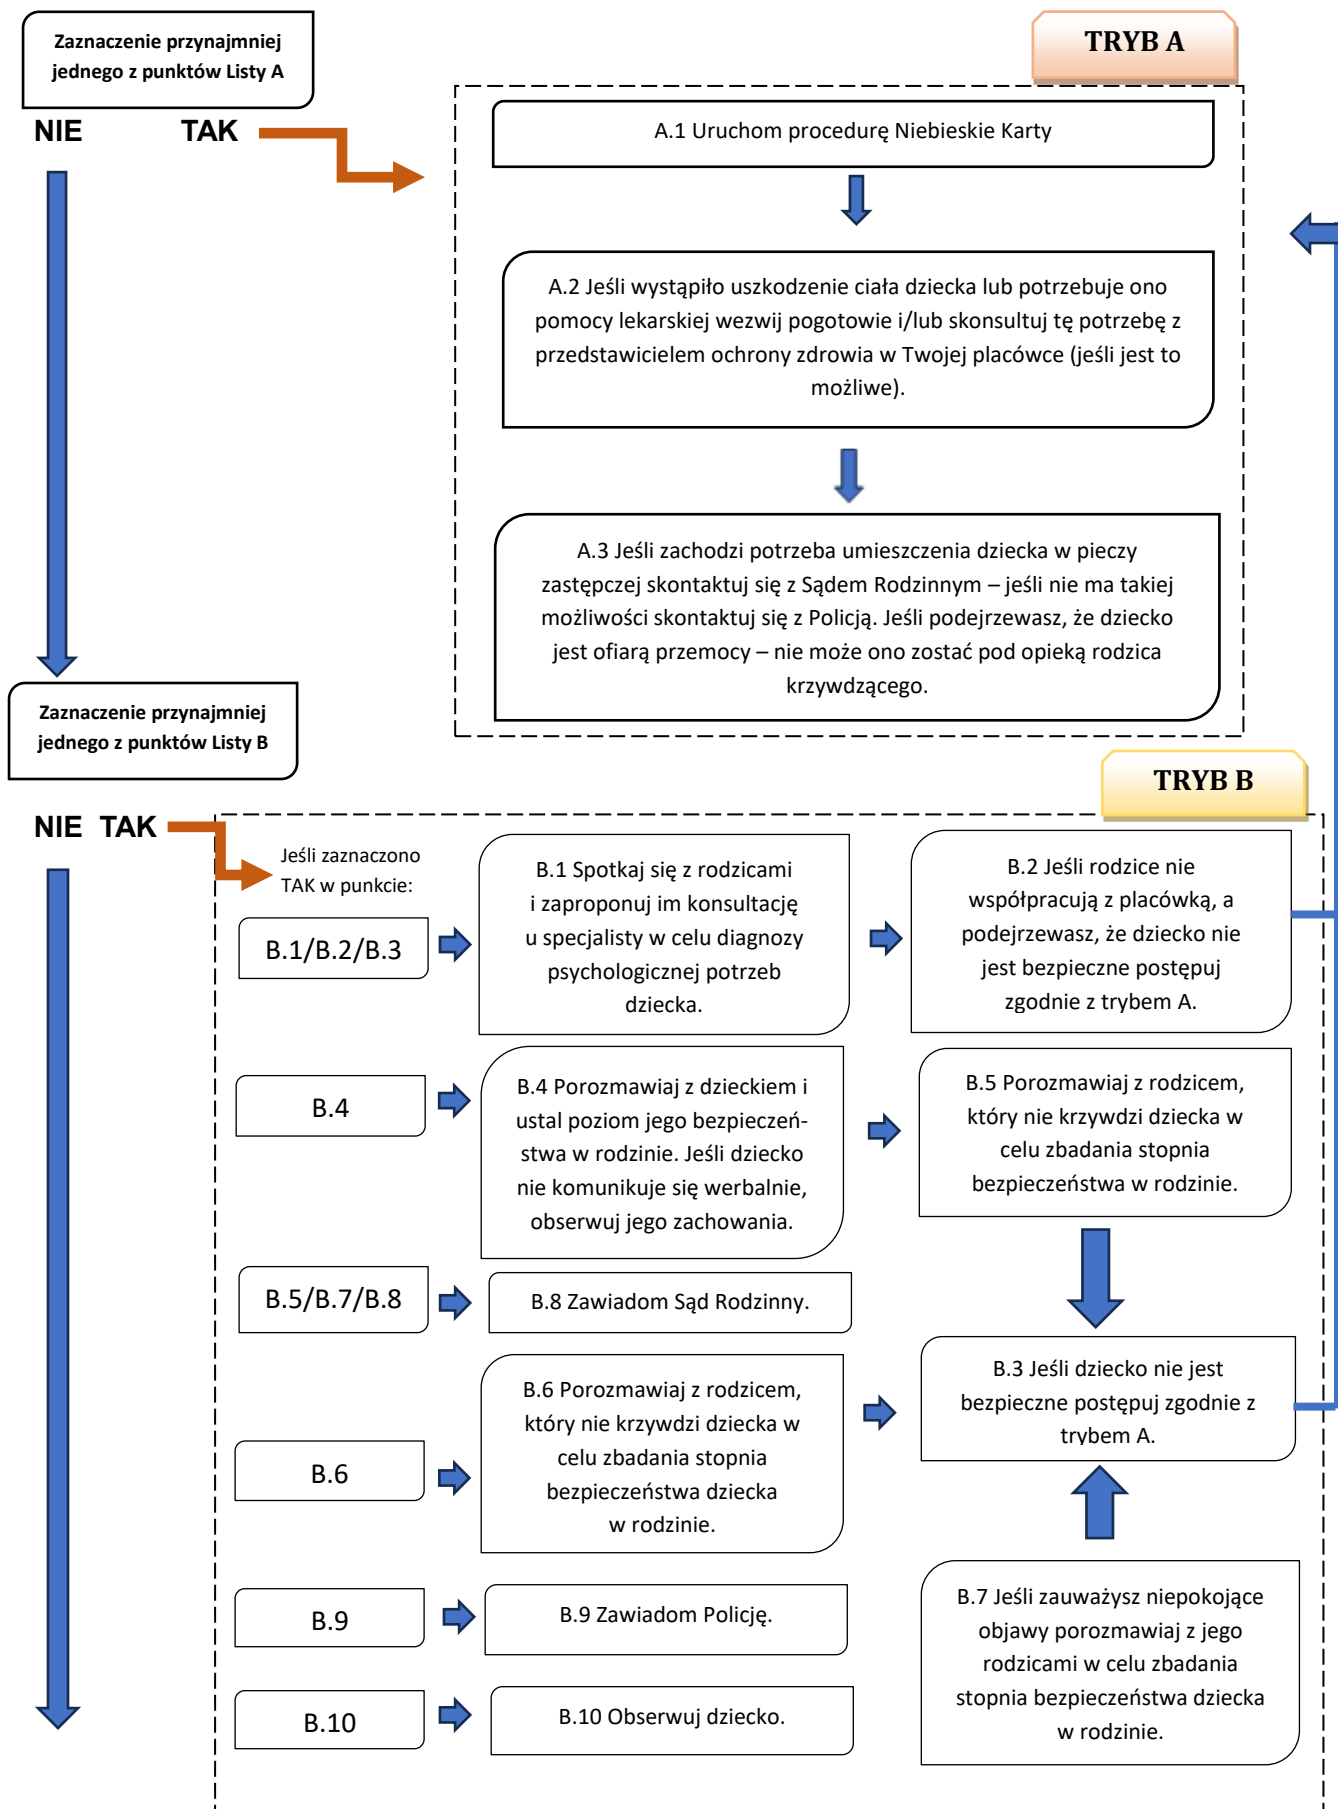 Zaznaczenie przynajmniej
jednego z punktów Listy A
NIE TAK
TRYB A
A.1 Uruchom procedurę Niebieskie Karty
A.2 Jeśli wystąpiło uszkodzenie ciała dziecka lub potrzebuje ono
pomocy lekarskiej wezwij pogotowie i/lub skonsultuj tę potrzebę z
przedstawicielem ochrony zdrowia w Twojej placówce (jeśli jest to
możliwe).
A.3 Jeśli zachodzi potrzeba umieszczenia dziecka w pieczy
zastępczej skontaktuj się z Sądem Rodzinnym – jeśli nie ma takiej
możliwości skontaktuj się z Policją. Jeśli podejrzewasz, że dziecko
jest ofiarą przemocy – nie może ono zostać pod opieką rodzica
krzywdzącego.
Zaznaczenie przynajmniej
jednego z punktów Listy B
NIE TAK
TRYB B
Jeśli zaznaczono
TAK w punkcie:
B.1/B.2/B.3
B.1 Spotkaj się z rodzicami
i zaproponuj im konsultację
u specjalisty w celu diagnozy
psychologicznej potrzeb
dziecka.
B.2 Jeśli rodzice nie
współpracują z placówką, a
podejrzewasz, że dziecko nie
jest bezpieczne postępuj
zgodnie z trybem A.
B.4
B.4 Porozmawiaj z dzieckiem i
ustal poziom jego bezpieczeń-
stwa w rodzinie. Jeśli dziecko
nie komunikuje się werbalnie,
obserwuj jego zachowania.
B.5 Porozmawiaj z rodzicem,
który nie krzywdzi dziecka w
celu zbadania stopnia
bezpieczeństwa w rodzinie.
B.5/B.7/B.8
B.8 Zawiadom Sąd Rodzinny.
B.6
B.6 Porozmawiaj z rodzicem,
który nie krzywdzi dziecka w
celu zbadania stopnia
bezpieczeństwa dziecka
w rodzinie.
B.3 Jeśli dziecko nie jest
bezpieczne postępuj zgodnie z
trybem A.
B.9
B.9 Zawiadom Policję.
B.7 Jeśli zauważysz niepokojące
objawy porozmawiaj z jego
rodzicami w celu zbadania
stopnia bezpieczeństwa dziecka
w rodzinie.
B.10
B.10 Obserwuj dziecko.